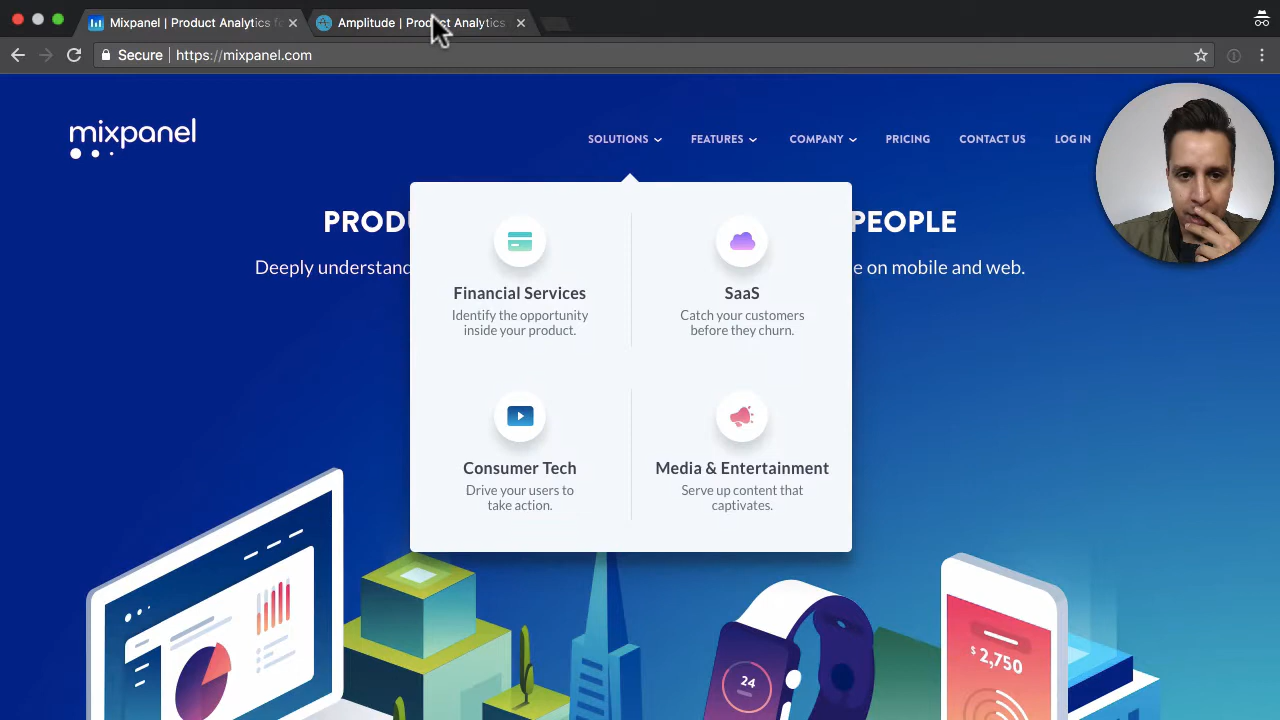 Mixpanel | Product Analytics f
Amplitude | Product Analytics
Secure
https://mixpanel.com
mixpanel
SOLUTIONS
FEATURES
COMPANY
PRICING
CONTACT US
LOG IN
PRODU
PEOPLE
Deeply understand
e on mobile and web.
Financial Services
Identify the opportunity
inside your product.
SaaS
Catch your customers
before they churn.
Consumer Tech
Drive your users to
take action.
Media & Entertainment
Serve up content that
captivates.
24
$2,750